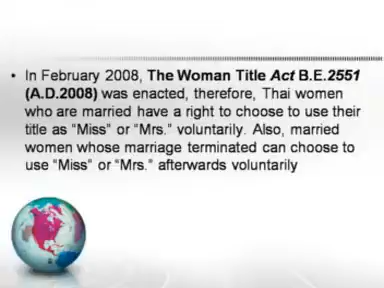 • In February 2008, The Woman Title Act B.E.2551
(A.D.2008) was enacted, therefore, Thai women
who are married have a right to choose to use their
title as “Miss” or “Mrs.” voluntarily. Also, married
women whose marriage terminated can choose to
use “Miss” or “Mrs.” afterwards voluntarily